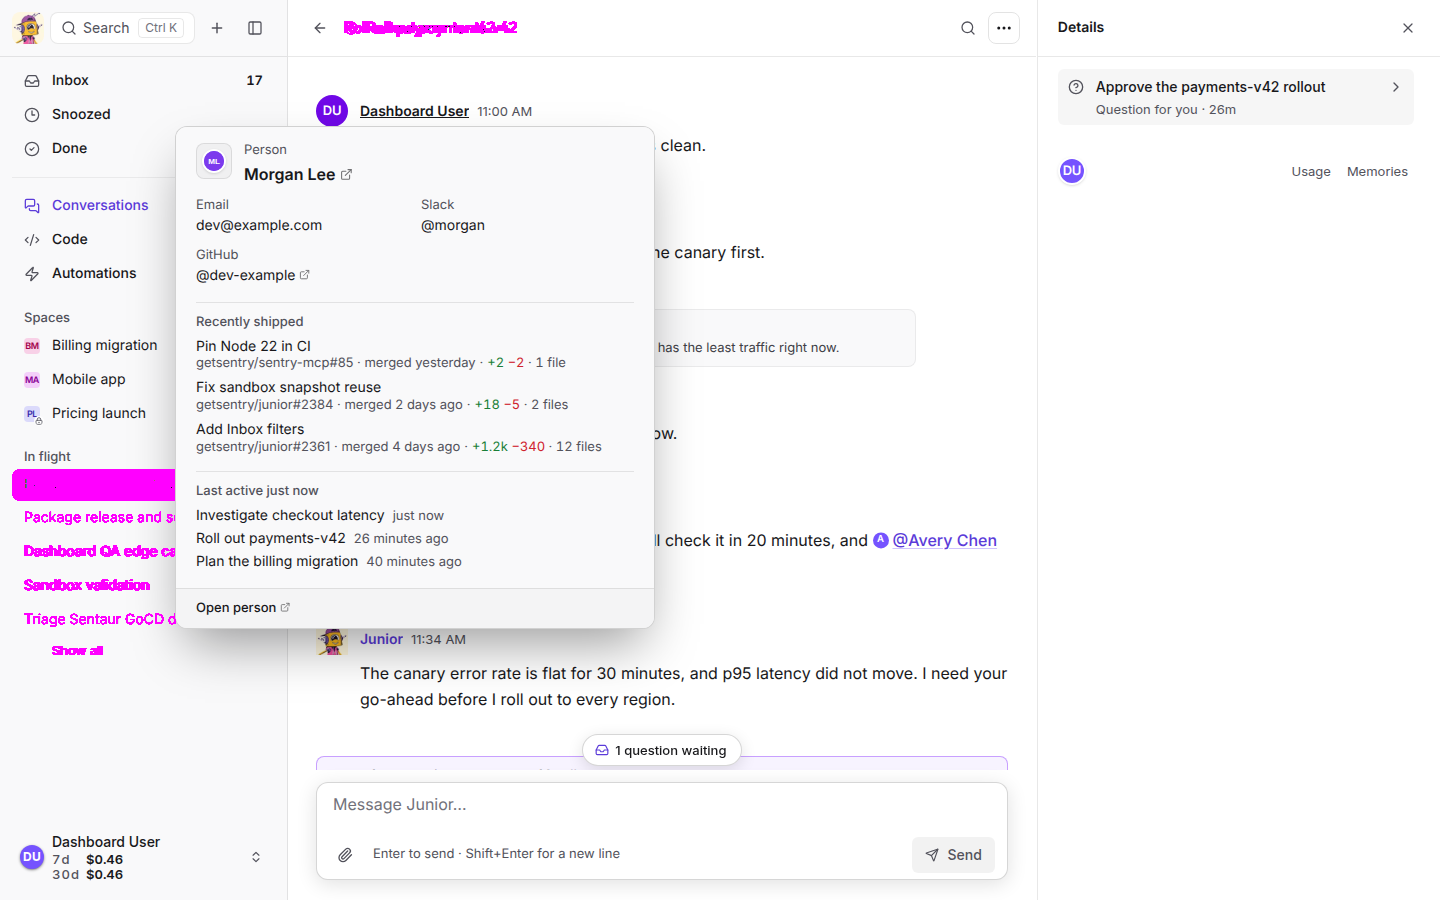 Search Ctrl K
Inbox 17
Snoozed
Done
Conversations
Code
Automations
Spaces
BM Billing migration
MA Mobile app
PL Pricing launch
In flight
Package release and
Dashboard QA edge
Sandbox validation
Triage Sentaur GoCD
Show all
DU Dashboard User
7d $0.46
30d $0.46
DU Dashboard User 11:00 AM
clean.
canary first.
has the least traffic right now.
check it in 20 minutes, and A @Avery Chen
Junior 11:34 AM
The canary error rate is flat for 30 minutes, and p95 latency did not move. I need your
go-ahead before I roll out to every region.
1 question waiting
Message Junior...
Enter to send · Shift+Enter for a new line
Send
Person
ML Morgan Lee
Email Slack
dev@example.com @morgan
GitHub
@dev-example
Recently shipped
Pin Node 22 in CI
getsentry/sentry-mcp#85 · merged yesterday · +2 −2 · 1 file
Fix sandbox snapshot reuse
getsentry/junior#2384 · merged 2 days ago · +18 −5 · 2 files
Add Inbox filters
getsentry/junior#2361 · merged 4 days ago · +1.2k −340 · 12 files
Last active just now
Investigate checkout latency just now
Roll out payments-v42 26 minutes ago
Plan the billing migration 40 minutes ago
Open person
Details
Approve the payments-v42 rollout
Question for you · 26m
DU Usage Memories